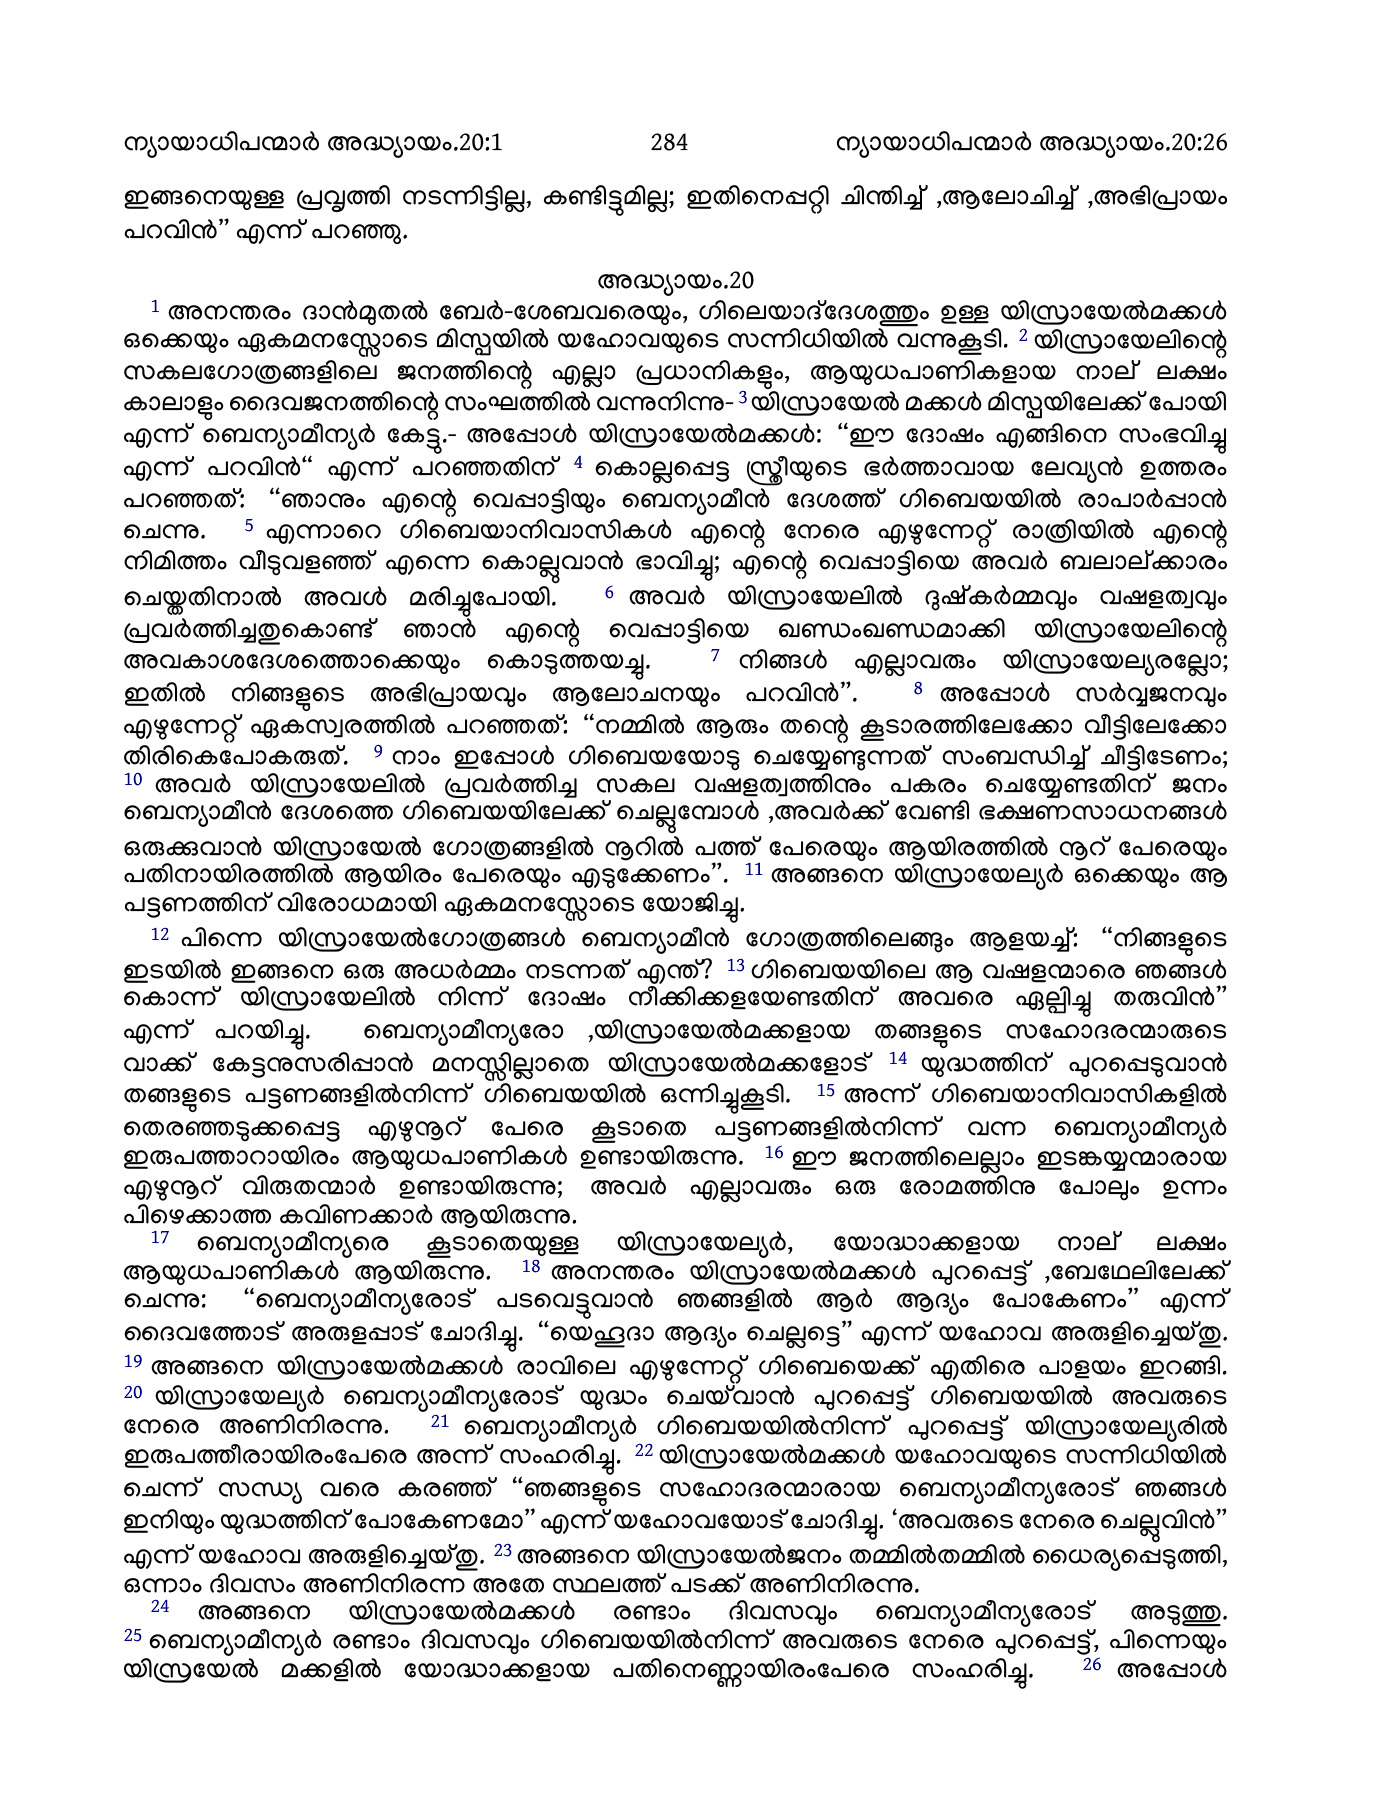 ന്യായാധിപന്മാർ അദ്ധ്യായം.20:1 284 ന്യായാധിപന്മാർ അദ്ധ്യായം.20:26
ഇങ്ങനെയുള്ള പ്രവൃത്തി നടന്നിട്ടില്ല, കണ്ടിട്ടുമില്ല; ഇതിനെപ്പറ്റി ചിന്തിച്ച് ,ആലോചിച്ച് ,അഭിപ്രായം
പറവിൻ” എന്ന് പറഞ്ഞു.
അദ്ധ്യായം.20
1 അനന്തരം ദാൻമുതൽ ബേർ-ശേബവരെയും, ഗിലെയാദ്ദേശത്തും ഉള്ള യിസ്രായേൽമക്കൾ
ഒക്കെയും ഏകമനസ്സോടെ മിസ്പയിൽ യഹോവയുടെ സന്നിധിയിൽ വന്നുകൂടി. 2 യിസ്രായേലിന്റെ
സകലഗോത്രങ്ങളിലെ ജനത്തിന്റെ എല്ലാ പ്രധാനികളും, ആയുധപാണികളായ നാല് ലക്ഷം
കാലാളും ദൈവജനത്തിന്റെ സംഘത്തിൽ വന്നുനിന്നു- 3 യിസ്രായേൽ മക്കൾ മിസ്പയിലേക്ക് പോയി
എന്ന് ബെന്യാമീന്യർ കേട്ടു.- അപ്പോൾ യിസ്രായേൽമക്കൾ: “ഈ ദോഷം എങ്ങിനെ സംഭവിച്ചു
എന്ന് പറവിൻ“ എന്ന് പറഞ്ഞതിന് 4 കൊല്ലപ്പെട്ട സ്ത്രീയുടെ ഭർത്താവായ ലേവ്യൻ ഉത്തരം
പറഞ്ഞത്: “ഞാനും എന്റെ വെപ്പാട്ടിയും ബെന്യാമീൻ ദേശത്ത് ഗിബെയയിൽ രാപാർപ്പാൻ
ചെന്നു. 5 എന്നാറെ ഗിബെയാനിവാസികൾ എന്റെ നേരെ എഴുന്നേറ്റ് രാത്രിയിൽ എന്റെ
നിമിത്തം വീടുവളഞ്ഞ് എന്നെ കൊല്ലുവാൻ ഭാവിച്ചു; എന്റെ വെപ്പാട്ടിയെ അവർ ബലാല്ക്കാരം
ചെയ്തതിനാൽ അവൾ മരിച്ചുപോയി. 6 അവർ യിസ്രായേലിൽ ദുഷ്കർമ്മവും വഷളത്വവും
പ്രവർത്തിച്ചതുകൊണ്ട് ഞാൻ എന്റെ വെപ്പാട്ടിയെ ഖണ്ഡംഖണ്ഡമാക്കി യിസ്രായേലിന്റെ
അവകാശദേശത്തൊക്കെയും കൊടുത്തയച്ചു. 7 നിങ്ങൾ എല്ലാവരും യിസ്രായേല്യരല്ലോ;
ഇതിൽ നിങ്ങളുടെ അഭിപ്രായവും ആലോചനയും പറവിൻ”. 8 അപ്പോൾ സർവ്വജനവും
എഴുന്നേറ്റ് ഏകസ്വരത്തിൽ പറഞ്ഞത്: “നമ്മിൽ ആരും തന്റെ കൂടാരത്തിലേക്കോ വീട്ടിലേക്കോ
തിരികെപോകരുത്. 9 നാം ഇപ്പോൾ ഗിബെയയോടു ചെയ്യേണ്ടുന്നത് സംബന്ധിച്ച് ചീട്ടിടേണം;
10 അവർ യിസ്രായേലിൽ പ്രവർത്തിച്ച സകല വഷളത്വത്തിനും പകരം ചെയ്യേണ്ടതിന് ജനം
ബെന്യാമീൻ ദേശത്തെ ഗിബെയയിലേക്ക് ചെല്ലുമ്പോൾ ,അവർക്ക് വേണ്ടി ഭക്ഷണസാധനങ്ങൾ
ഒരുക്കുവാൻ യിസ്രായേൽ ഗോത്രങ്ങളിൽ നൂറിൽ പത്ത് പേരെയും ആയിരത്തിൽ നൂറ് പേരെയും
പതിനായിരത്തിൽ ആയിരം പേരെയും എടുക്കേണം”. 11 അങ്ങനെ യിസ്രായേല്യർ ഒക്കെയും ആ
പട്ടണത്തിന് വിരോധമായി ഏകമനസ്സോടെ യോജിച്ചു.
12 പിന്നെ യിസ്രായേൽഗോത്രങ്ങൾ ബെന്യാമീൻ ഗോത്രത്തിലെങ്ങും ആളയച്ച്: “നിങ്ങളുടെ
ഇടയിൽ ഇങ്ങനെ ഒരു അധർമ്മം നടന്നത് എന്ത്? 13 ഗിബെയയിലെ ആ വഷളന്മാരെ ഞങ്ങൾ
കൊന്ന് യിസ്രായേലിൽ നിന്ന് ദോഷം നീക്കിക്കളയേണ്ടതിന് അവരെ ഏല്പിച്ചു തരുവിൻ”
എന്ന് പറയിച്ചു. ബെന്യാമീന്യരോ ,യിസ്രായേൽമക്കളായ തങ്ങളുടെ സഹോദരന്മാരുടെ
വാക്ക് കേട്ടനുസരിപ്പാൻ മനസ്സില്ലാതെ യിസ്രായേൽമക്കളോട് 14 യുദ്ധത്തിന് പുറപ്പെടുവാൻ
തങ്ങളുടെ പട്ടണങ്ങളിൽനിന്ന് ഗിബെയയിൽ ഒന്നിച്ചുകൂടി. 15 അന്ന് ഗിബെയാനിവാസികളിൽ
തെരഞ്ഞടുക്കപ്പെട്ട എഴുനൂറ് പേരെ കൂടാതെ പട്ടണങ്ങളിൽനിന്ന് വന്ന ബെന്യാമീന്യർ
ഇരുപത്താറായിരം ആയുധപാണികൾ ഉണ്ടായിരുന്നു. 16 ഈ ജനത്തിലെല്ലാം ഇടങ്കയ്യന്മാരായ
എഴുനൂറ് വിരുതന്മാർ ഉണ്ടായിരുന്നു; അവർ എല്ലാവരും ഒരു രോമത്തിനു പോലും ഉന്നം
പിഴെക്കാത്ത കവിണക്കാർ ആയിരുന്നു.
17 ബെന്യാമീന്യരെ കൂടാതെയുള്ള യിസ്രായേല്യർ, യോദ്ധാക്കളായ നാല് ലക്ഷം
ആയുധപാണികൾ ആയിരുന്നു. 18 അനന്തരം യിസ്രായേൽമക്കൾ പുറപ്പെട്ട് ,ബേഥേലിലേക്ക്
ചെന്നു: “ബെന്യാമീന്യരോട് പടവെട്ടുവാൻ ഞങ്ങളിൽ ആർ ആദ്യം പോകേണം” എന്ന്
ദൈവത്തോട് അരുളപ്പാട് ചോദിച്ചു. “യെഹൂദാ ആദ്യം ചെല്ലട്ടെ” എന്ന് യഹോവ അരുളിച്ചെയ്തു.
19 അങ്ങനെ യിസ്രായേൽമക്കൾ രാവിലെ എഴുന്നേറ്റ് ഗിബെയെക്ക് എതിരെ പാളയം ഇറങ്ങി.
20 യിസ്രായേല്യർ ബെന്യാമീന്യരോട് യുദ്ധം ചെയ്‌വാൻ പുറപ്പെട്ട് ഗിബെയയിൽ അവരുടെ
നേരെ അണിനിരന്നു. 21 ബെന്യാമീന്യർ ഗിബെയയിൽനിന്ന് പുറപ്പെട്ട് യിസ്രായേല്യരിൽ
ഇരുപത്തീരായിരംപേരെ അന്ന് സംഹരിച്ചു. 22 യിസ്രായേൽമക്കൾ യഹോവയുടെ സന്നിധിയിൽ
ചെന്ന് സന്ധ്യ വരെ കരഞ്ഞ് “ഞങ്ങളുടെ സഹോദരന്മാരായ ബെന്യാമീന്യരോട് ഞങ്ങൾ
ഇനിയും യുദ്ധത്തിന് പോകേണമോ” എന്ന് യഹോവയോട് ചോദിച്ചു. ‘അവരുടെ നേരെ ചെല്ലുവിൻ”
എന്ന് യഹോവ അരുളിച്ചെയ്തു. 23 അങ്ങനെ യിസ്രായേൽജനം തമ്മിൽതമ്മിൽ ധൈര്യപ്പെടുത്തി,
ഒന്നാം ദിവസം അണിനിരന്ന അതേ സ്ഥലത്ത് പടക്ക് അണിനിരന്നു.
24 അങ്ങനെ യിസ്രായേൽമക്കൾ രണ്ടാം ദിവസവും ബെന്യാമീന്യരോട് അടുത്തു.
25 ബെന്യാമീന്യർ രണ്ടാം ദിവസവും ഗിബെയയിൽനിന്ന് അവരുടെ നേരെ പുറപ്പെട്ട്, പിന്നെയും
യിസ്രയേൽ മക്കളിൽ യോദ്ധാക്കളായ പതിനെണ്ണായിരംപേരെ സംഹരിച്ചു. 26 അപ്പോൾ